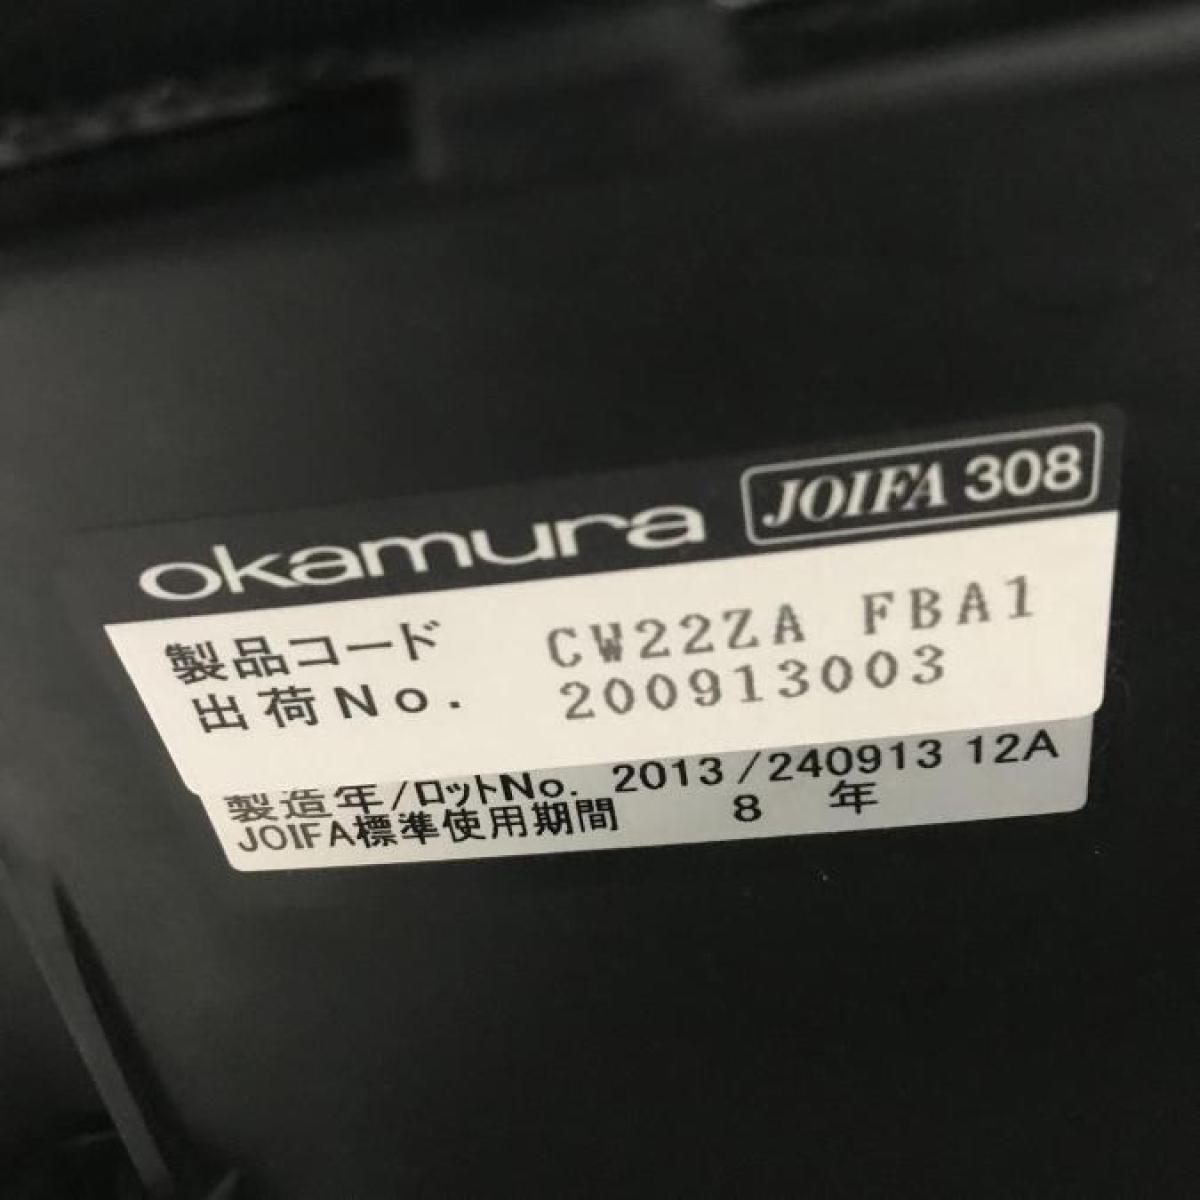 okamura JOIFA 308
製品コード CW22ZA FBA1
出荷No. 200913003
製造年/ロットNo. 2013/240913 12A
JOIFA標準使用期間 8 年